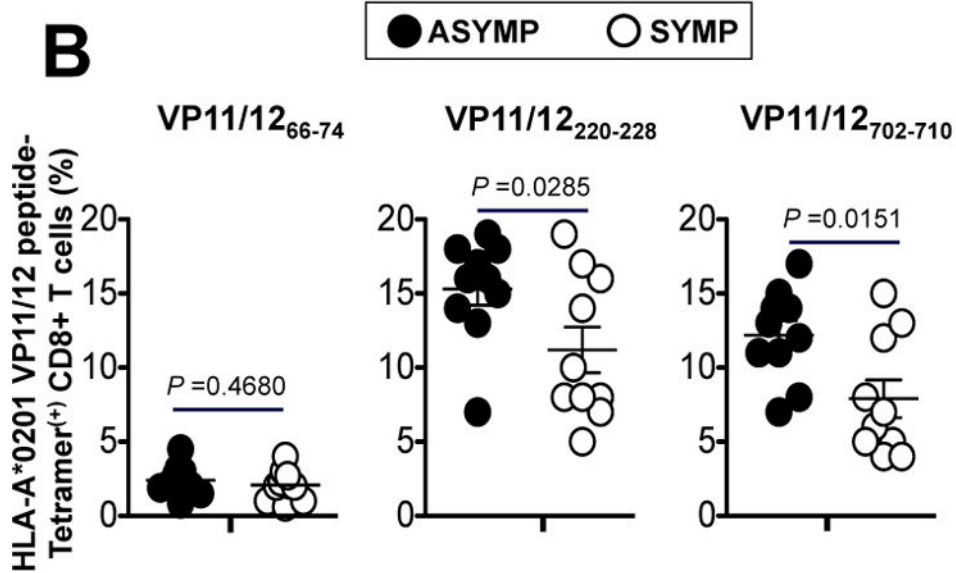 B
ASYMP SYMP
HLA-A*0201 VP11/12 peptide-
Tetramer(+) CD8+ T cells (%)
VP11/12 66-74
P =0.4680
20
15
10
5
0
VP11/12 220-228
P =0.0285
20
15
10
5
0
VP11/12 702-710
P =0.0151
20
15
10
5
0